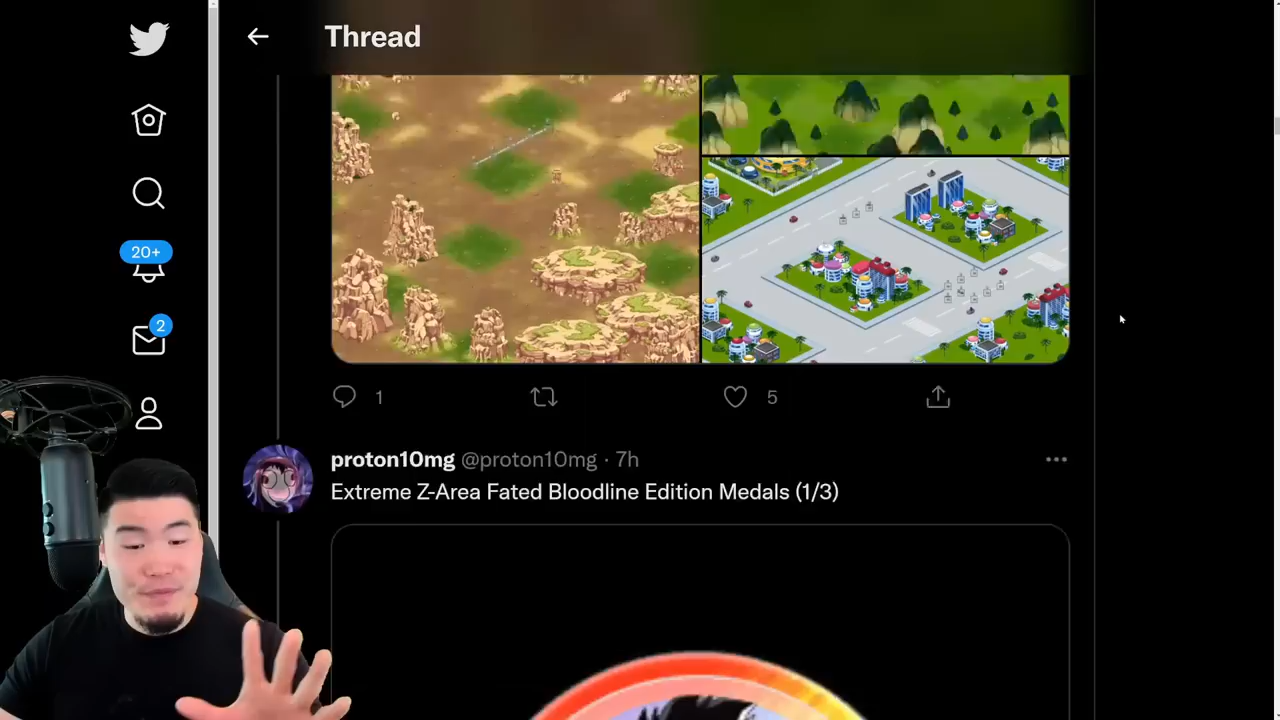 Thread
20+
2
1
5
proton10mg @proton10mg · 7h
Extreme Z-Area Fated Bloodline Edition Medals (1/3)